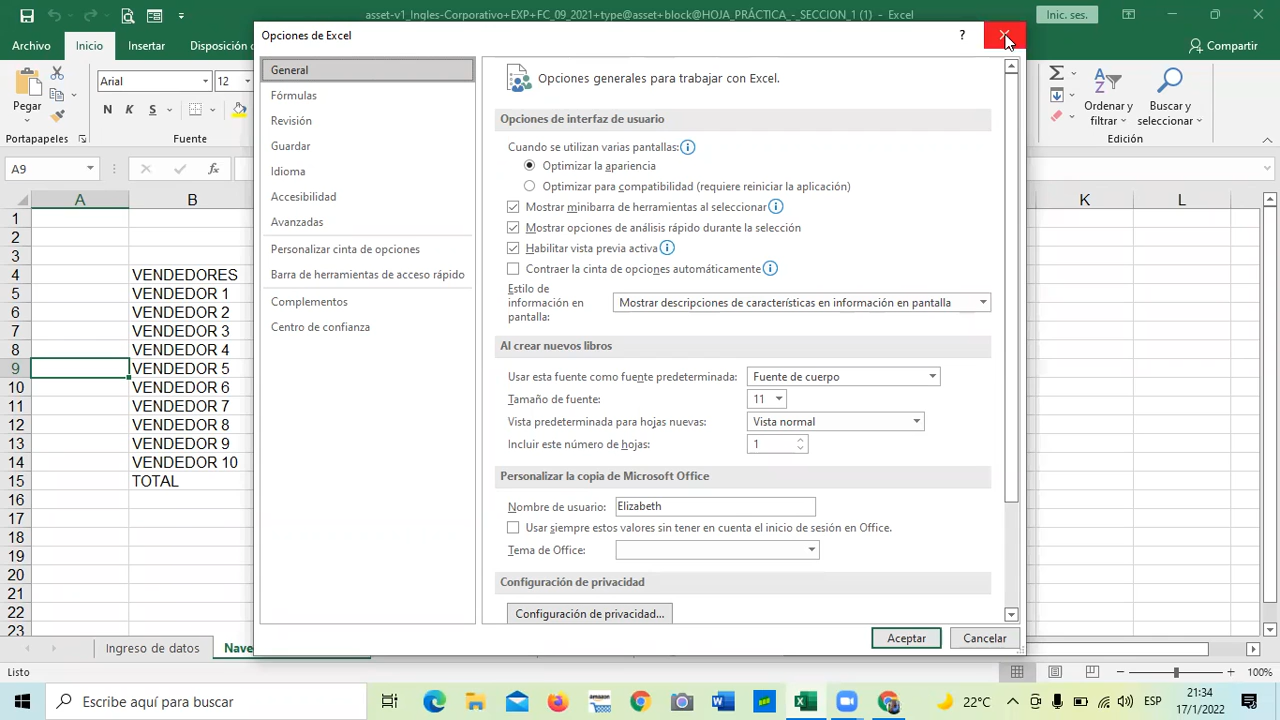 asset-v1_Ingles-Corporativo+EXP+FC_09_2021+type@asset+block@HOJA_PRÁCTICA_-_SECCION_1 (1) - Excel
Inic. ses.
Opciones de Excel
?
Archivo
Inicio
Insertar
Disposición
Compartir
Pegar
Arial
12
N K S
Portapapeles
Fuente
Ordenar y filtrar
Buscar y seleccionar
Edición
A9
fx
A B K L
1
2
3
4 VENDEDORES
5 VENDEDOR 1
6 VENDEDOR 2
7 VENDEDOR 3
8 VENDEDOR 4
9 VENDEDOR 5
10 VENDEDOR 6
11 VENDEDOR 7
12 VENDEDOR 8
13 VENDEDOR 9
14 VENDEDOR 10
15 TOTAL
16
17
18
19
20
21
22
23
General
Fórmulas
Revisión
Guardar
Idioma
Accesibilidad
Avanzadas
Personalizar cinta de opciones
Barra de herramientas de acceso rápido
Complementos
Centro de confianza
Opciones generales para trabajar con Excel.
Opciones de interfaz de usuario
Cuando se utilizan varias pantallas:
Optimizar la apariencia
Optimizar para compatibilidad (requiere reiniciar la aplicación)
Mostrar minibarra de herramientas al seleccionar
Mostrar opciones de análisis rápido durante la selección
Habilitar vista previa activa
Contraer la cinta de opciones automáticamente
Estilo de
información en
pantalla:
Mostrar descripciones de características en información en pantalla
Al crear nuevos libros
Usar esta fuente como fuente predeterminada: Fuente de cuerpo
Tamaño de fuente: 11
Vista predeterminada para hojas nuevas: Vista normal
Incluir este número de hojas: 1
Personalizar la copia de Microsoft Office
Nombre de usuario: Elizabeth
Usar siempre estos valores sin tener en cuenta el inicio de sesión en Office.
Tema de Office:
Configuración de privacidad
Configuración de privacidad...
Aceptar
Cancelar
Ingreso de datos
Nave
Listo
100%
Escribe aquí para buscar
22°C
ESP
21:34
17/1/2022